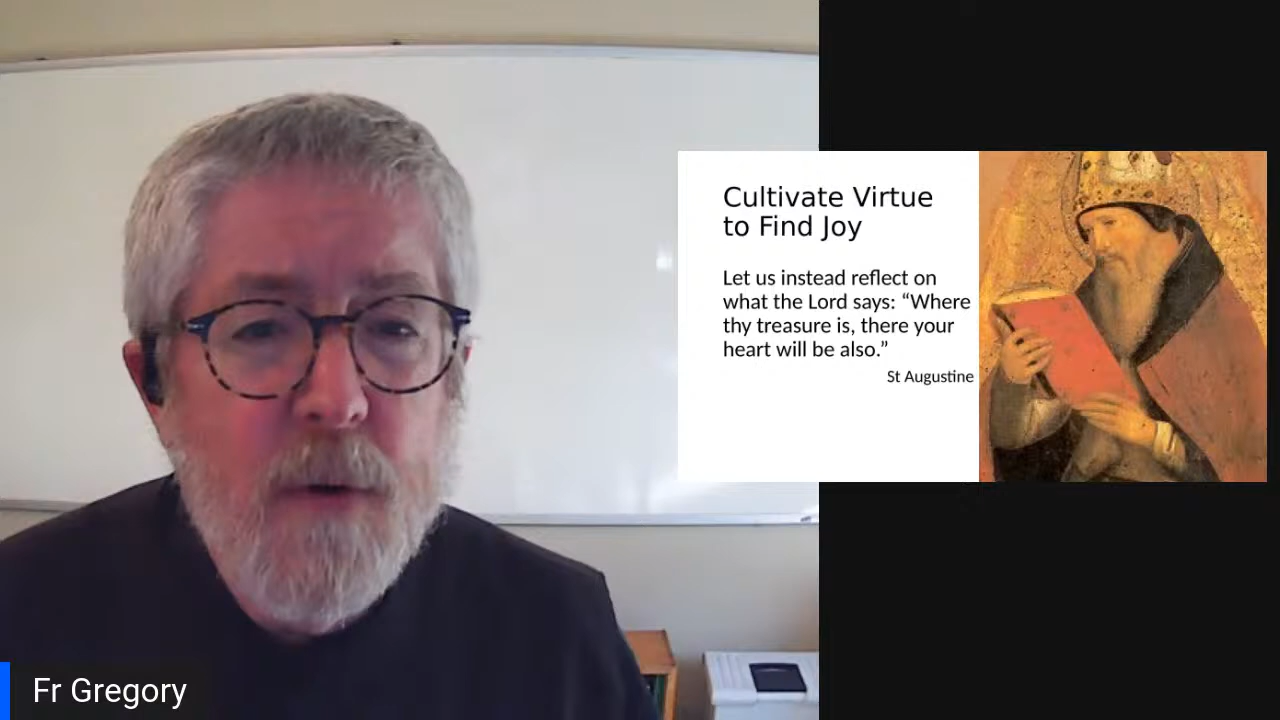 Cultivate Virtue
to Find Joy
Let us instead reflect on
what the Lord says: “Where
thy treasure is, there your
heart will be also.”
St Augustine
Fr Gregory